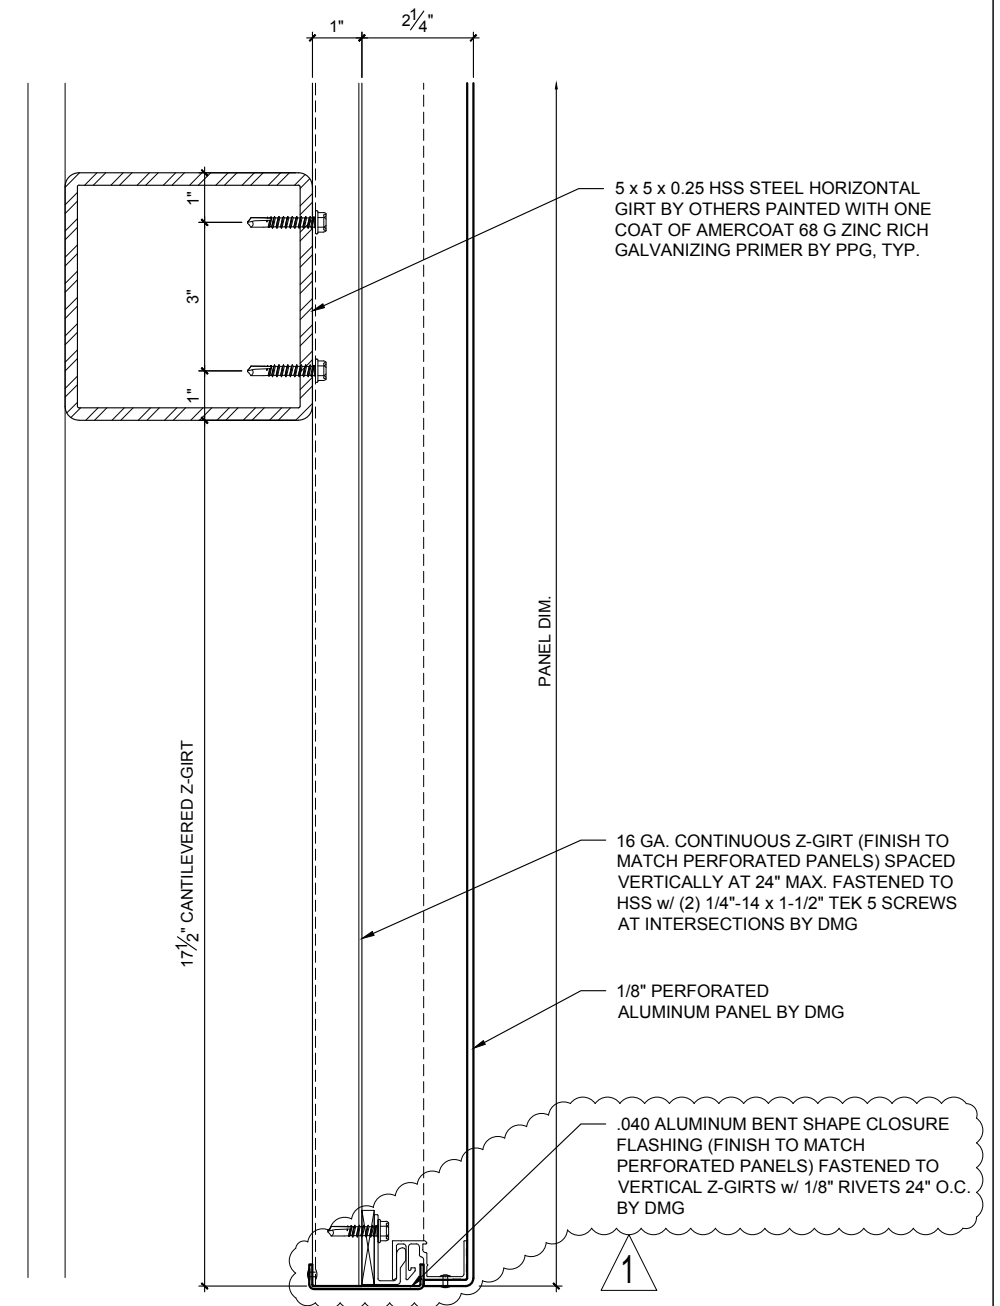 1"
2 1/4"
1"
3"
1"
5 x 5 x 0.25 HSS STEEL HORIZONTAL
GIRT BY OTHERS PAINTED WITH ONE
COAT OF AMERCOAT 68 G ZINC RICH
GALVANIZING PRIMER BY PPG, TYP.
PANEL DIM.
17 1/2" CANTILEVERED Z-GIRT
16 GA. CONTINUOUS Z-GIRT (FINISH TO
MATCH PERFORATED PANELS) SPACED
VERTICALLY AT 24" MAX. FASTENED TO
HSS w/ (2) 1/4"-14 x 1-1/2" TEK 5 SCREWS
AT INTERSECTIONS BY DMG
1/8" PERFORATED
ALUMINUM PANEL BY DMG
.040 ALUMINUM BENT SHAPE CLOSURE
FLASHING (FINISH TO MATCH
PERFORATED PANELS) FASTENED TO
VERTICAL Z-GIRTS w/ 1/8" RIVETS 24" O.C.
BY DMG
1